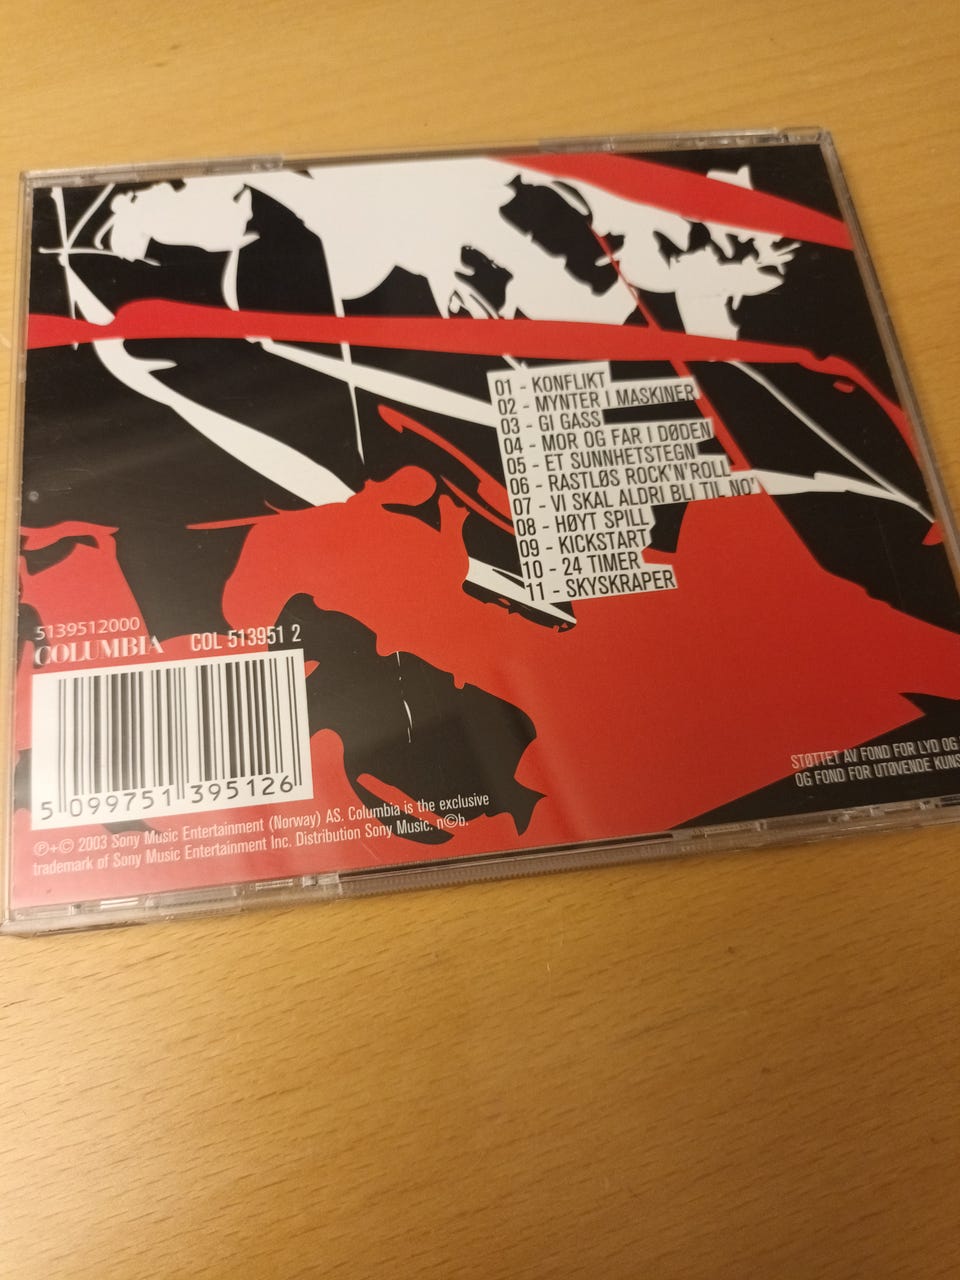 01 - KONFLIKT
02 - MYNTER I MASKINER
03 - GI GASS
04 - MOR OG FAR I DØDEN
05 - ET SUNNHETSTEGN
06 - RASTLØS ROCK'N'ROLL
07 - VI SKAL ALDRI BLI TIL NO'
08 - HØYT SPILL
09 - KICKSTART
10 - 24 TIMER
11 - SKYSKRAPER
5139512000
COLUMBIA COL 513951 2
5 099751 395126
℗+© 2003 Sony Music Entertainment (Norway) AS. Columbia is the exclusive
trademark of Sony Music Entertainment Inc. Distribution Sony Music. n©b.
STØTTET AV FOND FOR LYD OG
OG FOND FOR UTØVENDE KUNS